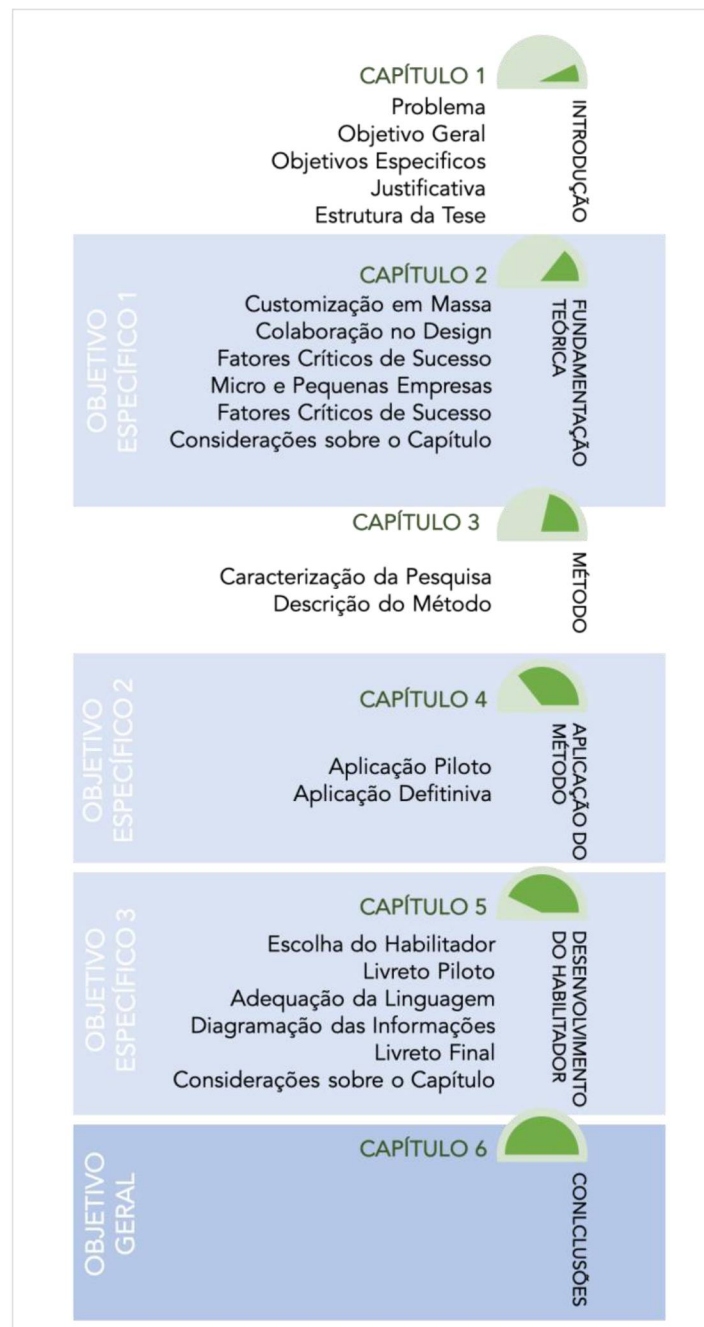 CAPÍTULO 1
Problema
Objetivo Geral
Objetivos Especificos
Justificativa
Estrutura da Tese
INTRODUÇÃO
OBJETIVO
ESPECÍFICO 1
CAPÍTULO 2
Customização em Massa
Colaboração no Design
Fatores Críticos de Sucesso
Micro e Pequenas Empresas
Fatores Críticos de Sucesso
Considerações sobre o Capítulo
FUNDAMENTAÇÃO
TEÓRICA
CAPÍTULO 3
Caracterização da Pesquisa
Descrição do Método
MÉTODO
OBJETIVO
ESPECÍFICO 2
CAPÍTULO 4
Aplicação Piloto
Aplicação Defitiniva
APLICAÇÃO DO
MÉTODO
OBJETIVO
ESPECÍFICO 3
CAPÍTULO 5
Escolha do Habilitador
Livreto Piloto
Adequação da Linguagem
Diagramação das Informações
Livreto Final
Considerações sobre o Capítulo
DESENVOLVIMENTO
DO HABILITADOR
OBJETIVO
GERAL
CAPÍTULO 6
CONLCLUSÕES